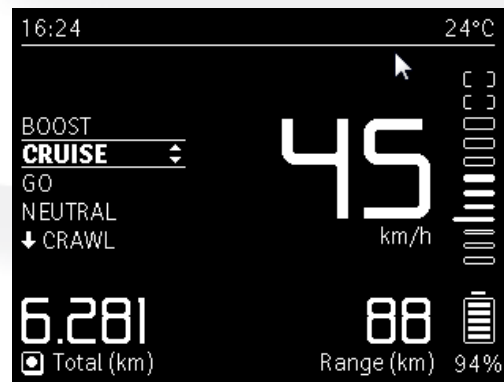 16:24 24°C
BOOST
CRUISE
GO
NEUTRAL
CRAWL
45
km/h
6.281 88
Total (km) Range (km) 94%